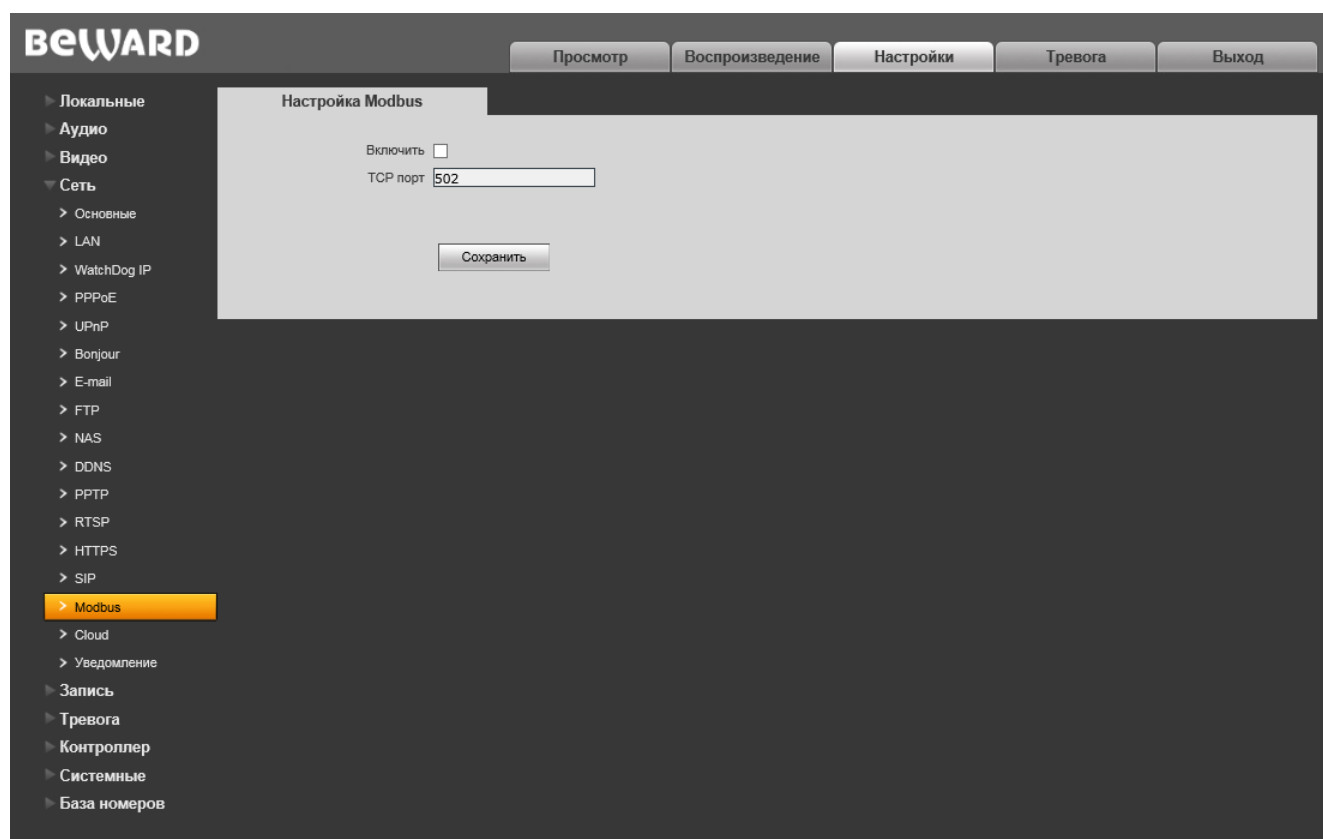 BEWARD
Просмотр
Воспроизведение
Настройки
Тревога
Выход
Локальные
Аудио
Видео
Сеть
Основные
LAN
WatchDog IP
PPPoE
UPnP
Bonjour
E-mail
FTP
NAS
DDNS
PPTP
RTSP
HTTPS
SIP
Modbus
Cloud
Уведомление
Запись
Тревога
Контроллер
Системные
База номеров
Настройка Modbus
Включить
TCP порт 502
Сохранить